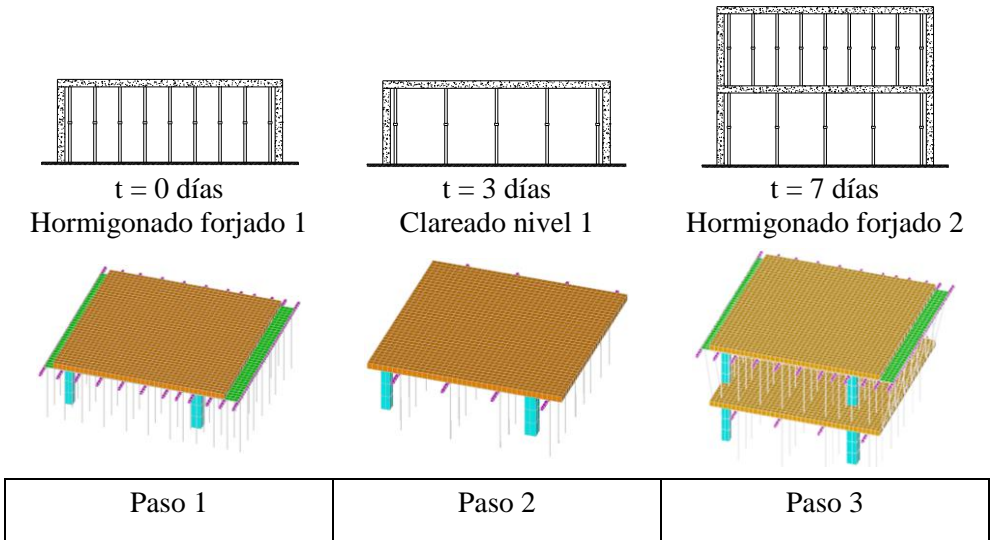 t = 0 días
Hormigonado forjado 1
t = 3 días
Clareado nivel 1
t = 7 días
Hormigonado forjado 2
Paso 1
Paso 2
Paso 3